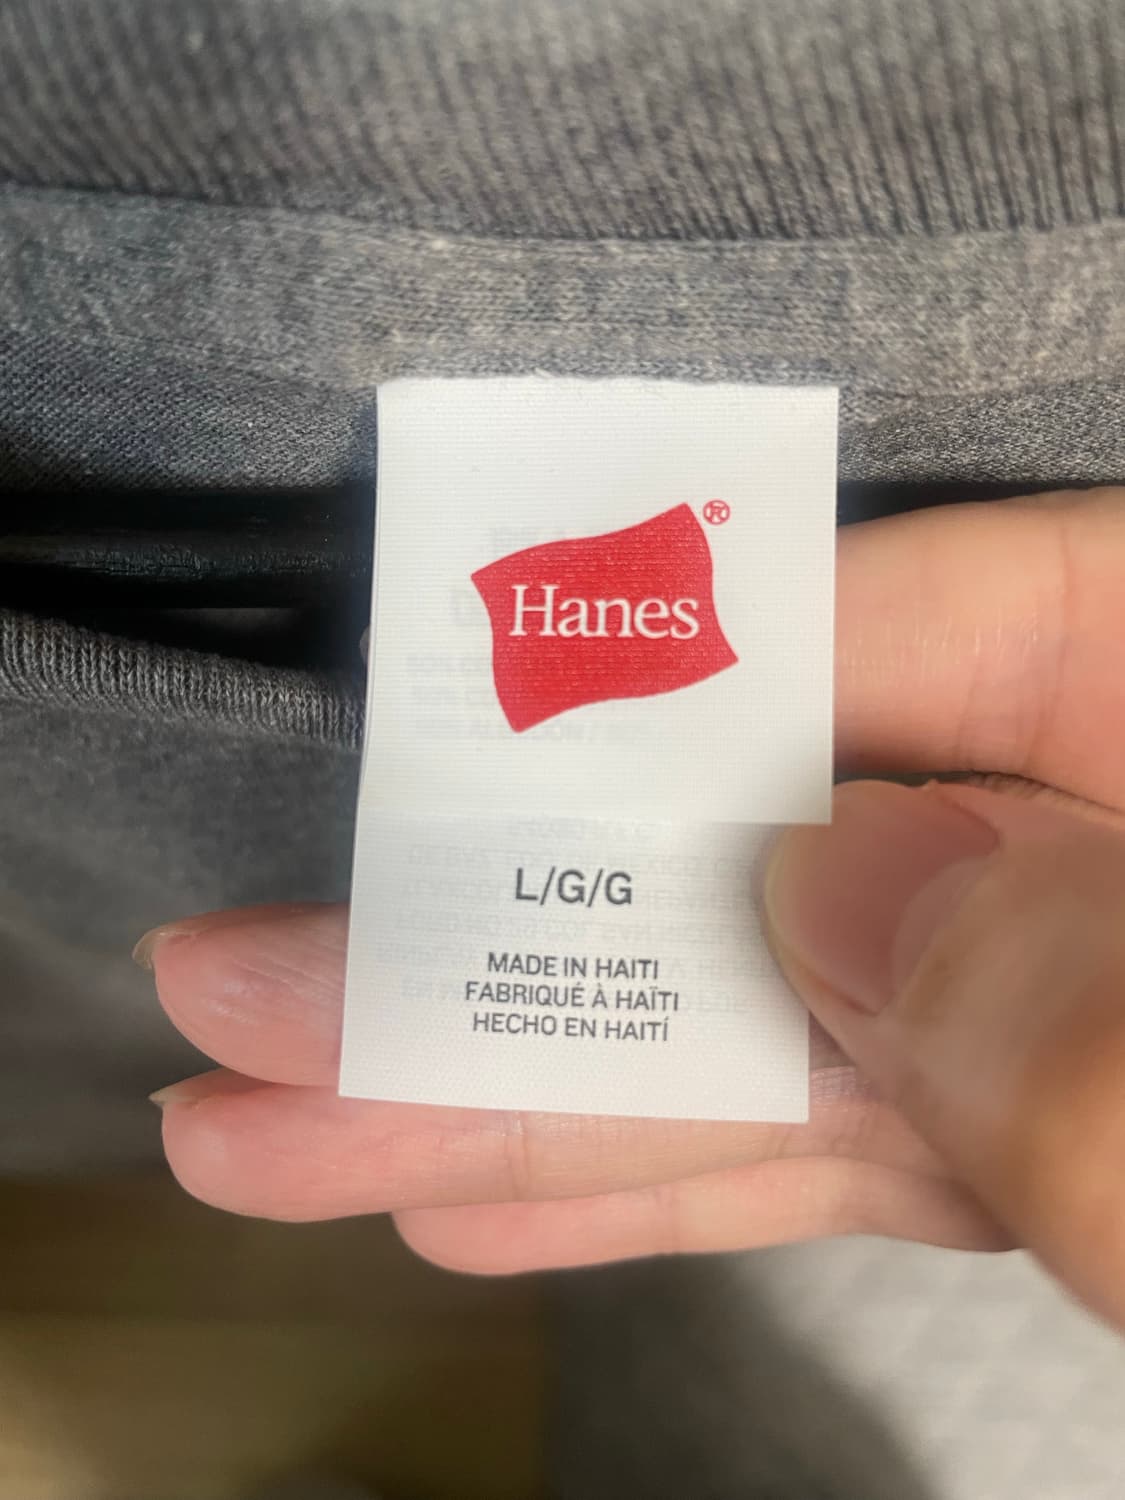 Hanes®
L/G/G
MADE IN HAITI
FABRIQUÉ À HAÏTI
HECHO EN HAITÍ